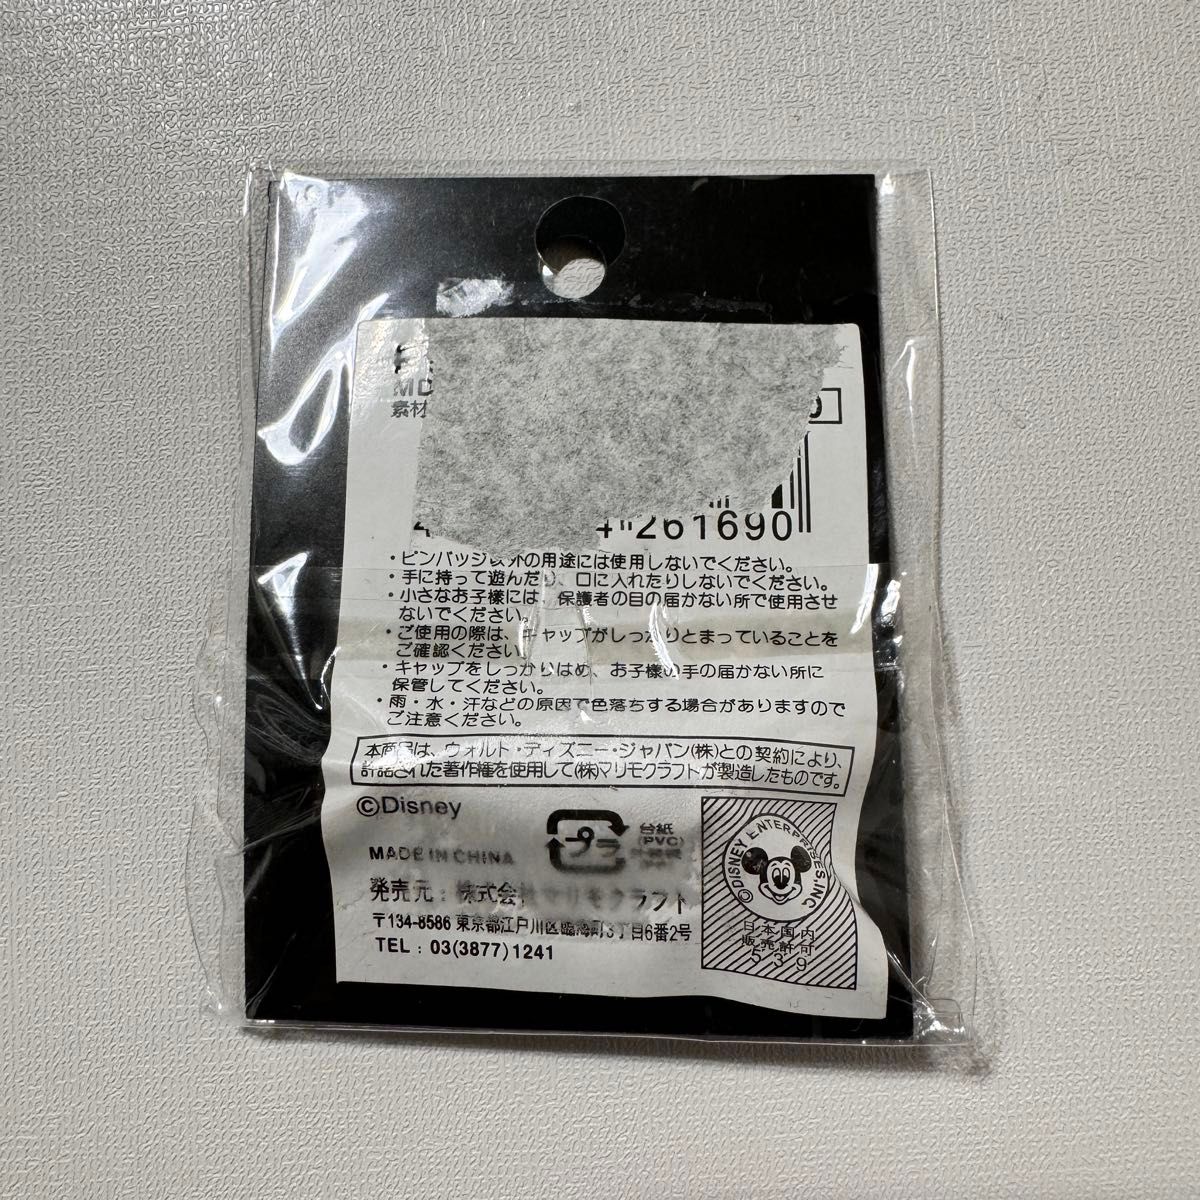 MD
素材
4"261690
・ピンバッジ以外の用途には使用しないでください。
・手に持って遊んだり、口に入れたりしないでください。
・小さなお子様には、保護者の目の届かない所で使用させ
ないでください。
・ご使用の際は、キャップがしっかりとまっていることを
ご確認ください。
・キャップをしっかりはめ、お子様の手の届かない所に
保管してください。
・雨・水・汗などの原因で色落ちする場合がありますので
ご注意ください。
本商品は、ウォルト・ディズニー・ジャパン(株)との契約により、
許諾された著作権を使用して(株)マリモクラフトが製造したものです。
©Disney
プラ
台紙
(PVC)
MADE IN CHINA
発売元：株式会社マリモクラフト
〒134-8586 東京都江戸川区臨海町3丁目6番2号
TEL：03(3877)1241
©DISNEY ENTERPRISES, INC
日本国内
販売許可
539